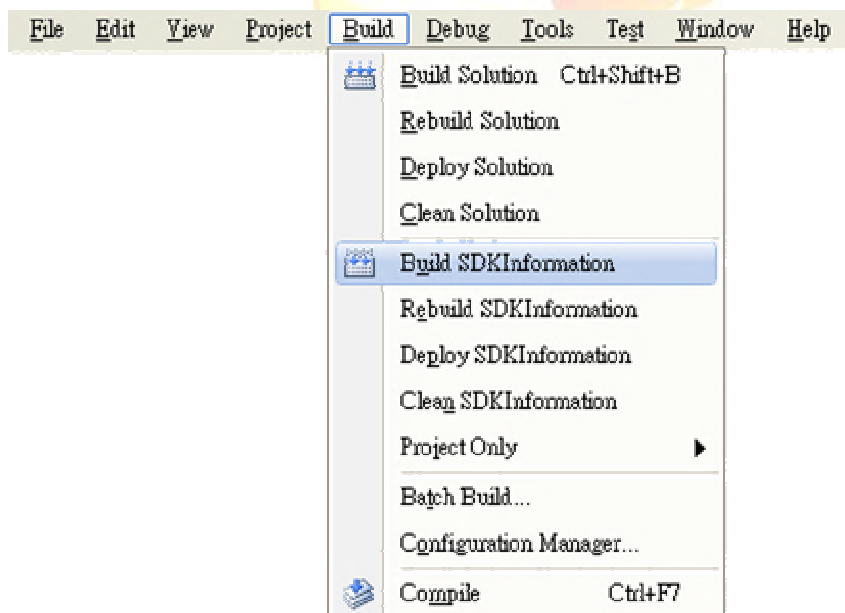 File Edit View Project Build Debug Tools Test Window Help
Build Solution Ctrl+Shift+B
Rebuild Solution
Deploy Solution
Clean Solution
Build SDKInformation
Rebuild SDKInformation
Deploy SDKInformation
Clean SDKInformation
Project Only
Batch Build...
Configuration Manager...
Compile Ctrl+F7